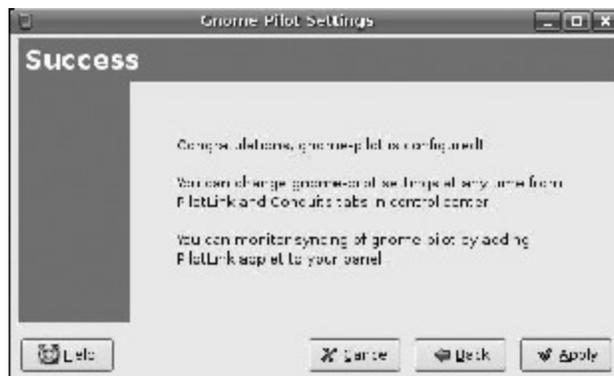 Gnome Pilot Settings
Success
Congratulations, gnome-pilot is configured!
You can change gnome-pilot settings at any time from
PilotLink and Conduits tabs in control center
You can monitor syncing of gnome-pilot by adding
PilotLink applet to your panel
Help
Cancel
Back
Apply